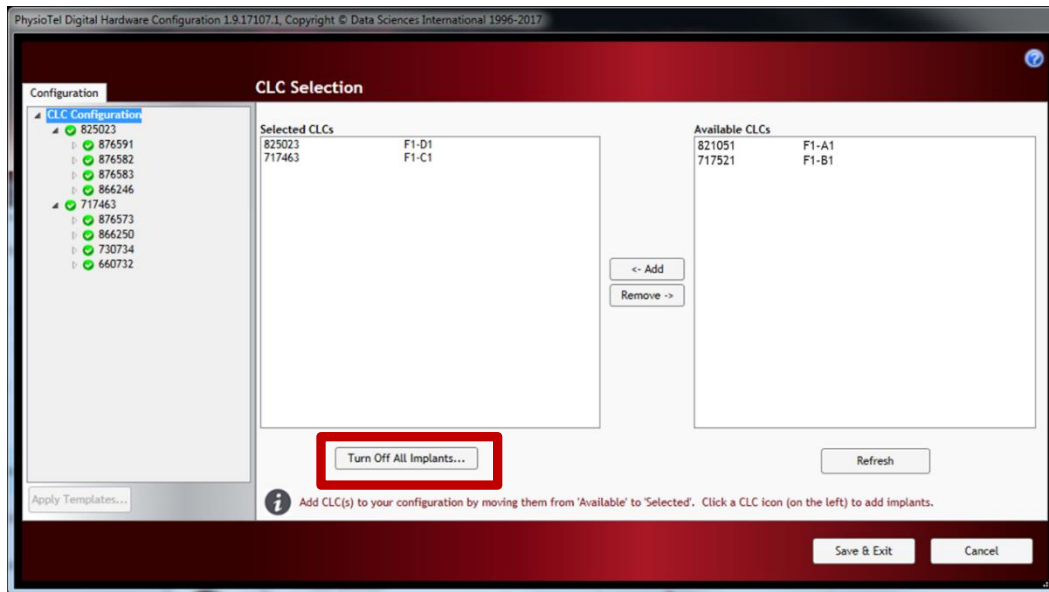 PhysioTel Digital Hardware Configuration 1.9.17107.1, Copyright © Data Sciences International 1996-2017
Configuration
CLC Selection
CLC Configuration
825023
876591
876582
876583
866246
717463
876573
866250
730734
660732
Selected CLCs
825023 F1-D1
717463 F1-C1
<- Add
Remove ->
Available CLCs
821051 F1-A1
717521 F1-B1
Turn Off All Implants...
Refresh
Apply Templates...
Add CLC(s) to your configuration by moving them from 'Available' to 'Selected'. Click a CLC icon (on the left) to add implants.
Save & Exit
Cancel